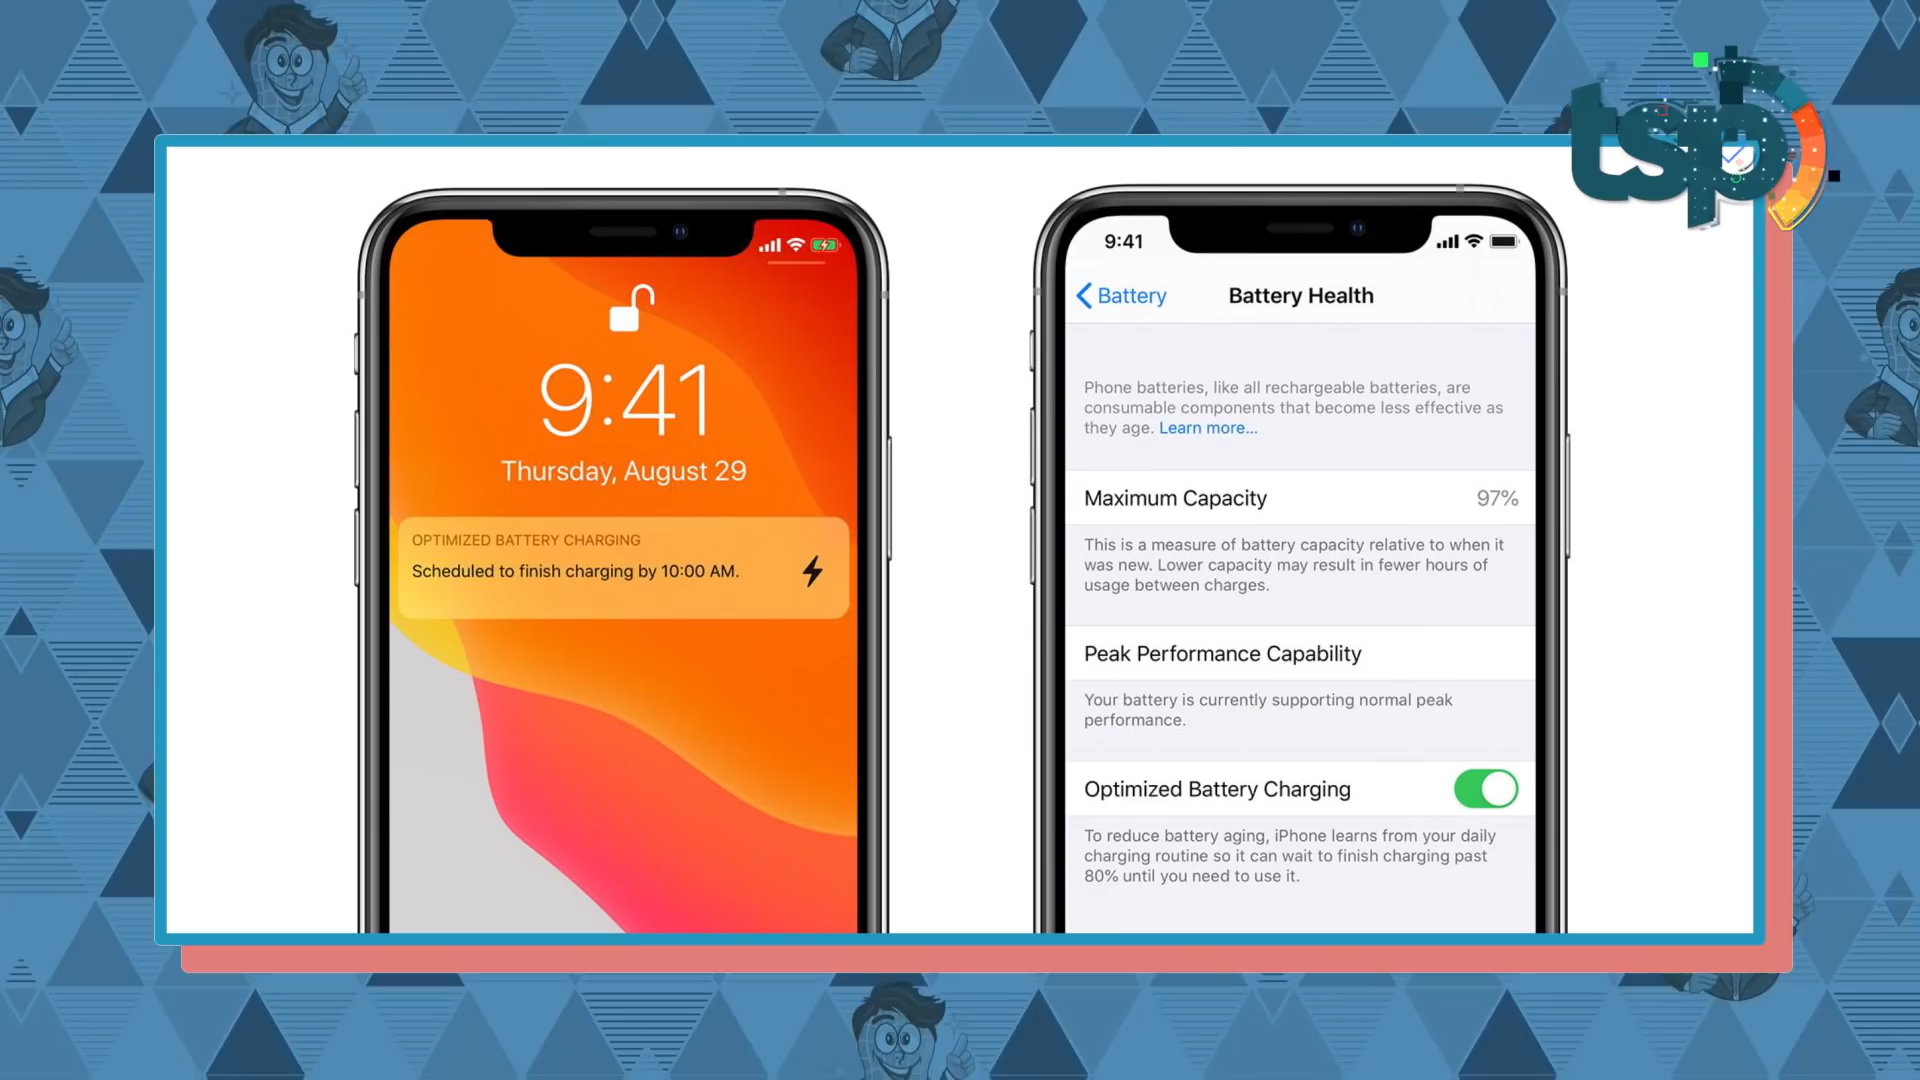 tsp
9:41
Thursday, August 29
OPTIMIZED BATTERY CHARGING
Scheduled to finish charging by 10:00 AM.
9:41
Battery
Battery Health
Phone batteries, like all rechargeable batteries, are
consumable components that become less effective as
they age. Learn more...
Maximum Capacity 97%
This is a measure of battery capacity relative to when it
was new. Lower capacity may result in fewer hours of
usage between charges.
Peak Performance Capability
Your battery is currently supporting normal peak
performance.
Optimized Battery Charging
To reduce battery aging, iPhone learns from your daily
charging routine so it can wait to finish charging past
80% until you need to use it.